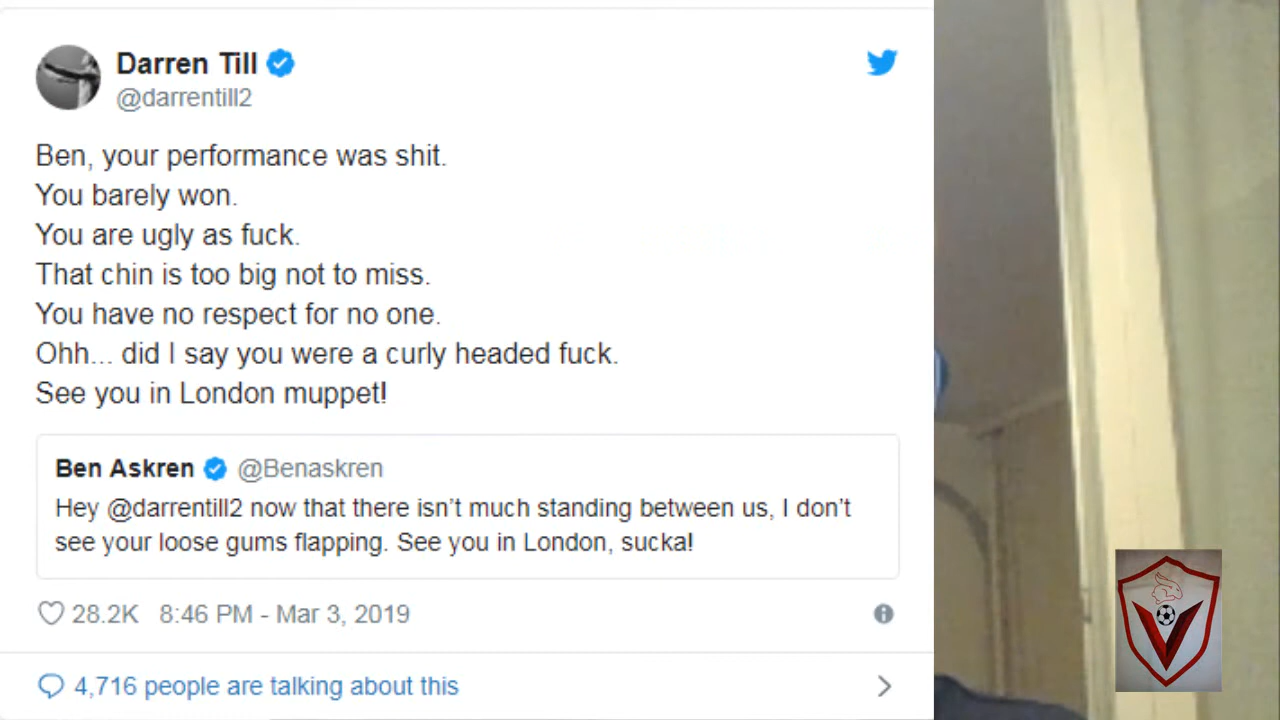 Darren Till
@darrentill2
Ben, your performance was shit.
You barely won.
You are ugly as fuck.
That chin is too big not to miss.
You have no respect for no one.
Ohh... did I say you were a curly headed fuck.
See you in London muppet!
Ben Askren @Benaskren
Hey @darrentill2 now that there isn’t much standing between us, I don’t
see your loose gums flapping. See you in London, sucka!
28.2K 8:46 PM - Mar 3, 2019
4,716 people are talking about this